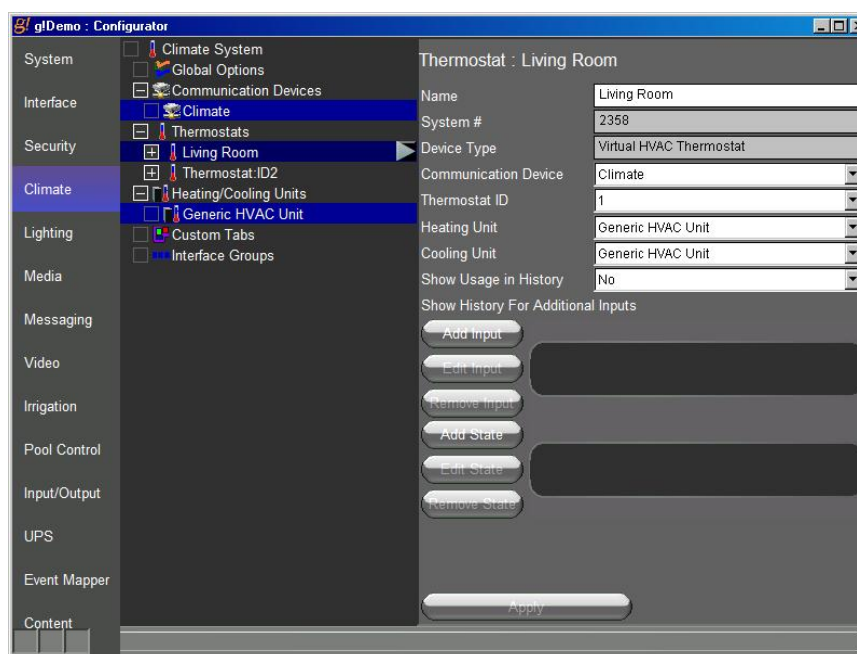 g! g!Demo : Configurator
System
Interface
Security
Climate
Lighting
Media
Messaging
Video
Irrigation
Pool Control
Input/Output
UPS
Event Mapper
Content
Climate System
Global Options
Communication Devices
Climate
Thermostats
Living Room
Thermostat:ID2
Heating/Cooling Units
Generic HVAC Unit
Custom Tabs
Interface Groups
Thermostat : Living Room
Name Living Room
System # 2358
Device Type Virtual HVAC Thermostat
Communication Device Climate
Thermostat ID 1
Heating Unit Generic HVAC Unit
Cooling Unit Generic HVAC Unit
Show Usage in History No
Show History For Additional Inputs
Add Input
Edit Input
Remove Input
Add State
Edit State
Remove State
Apply